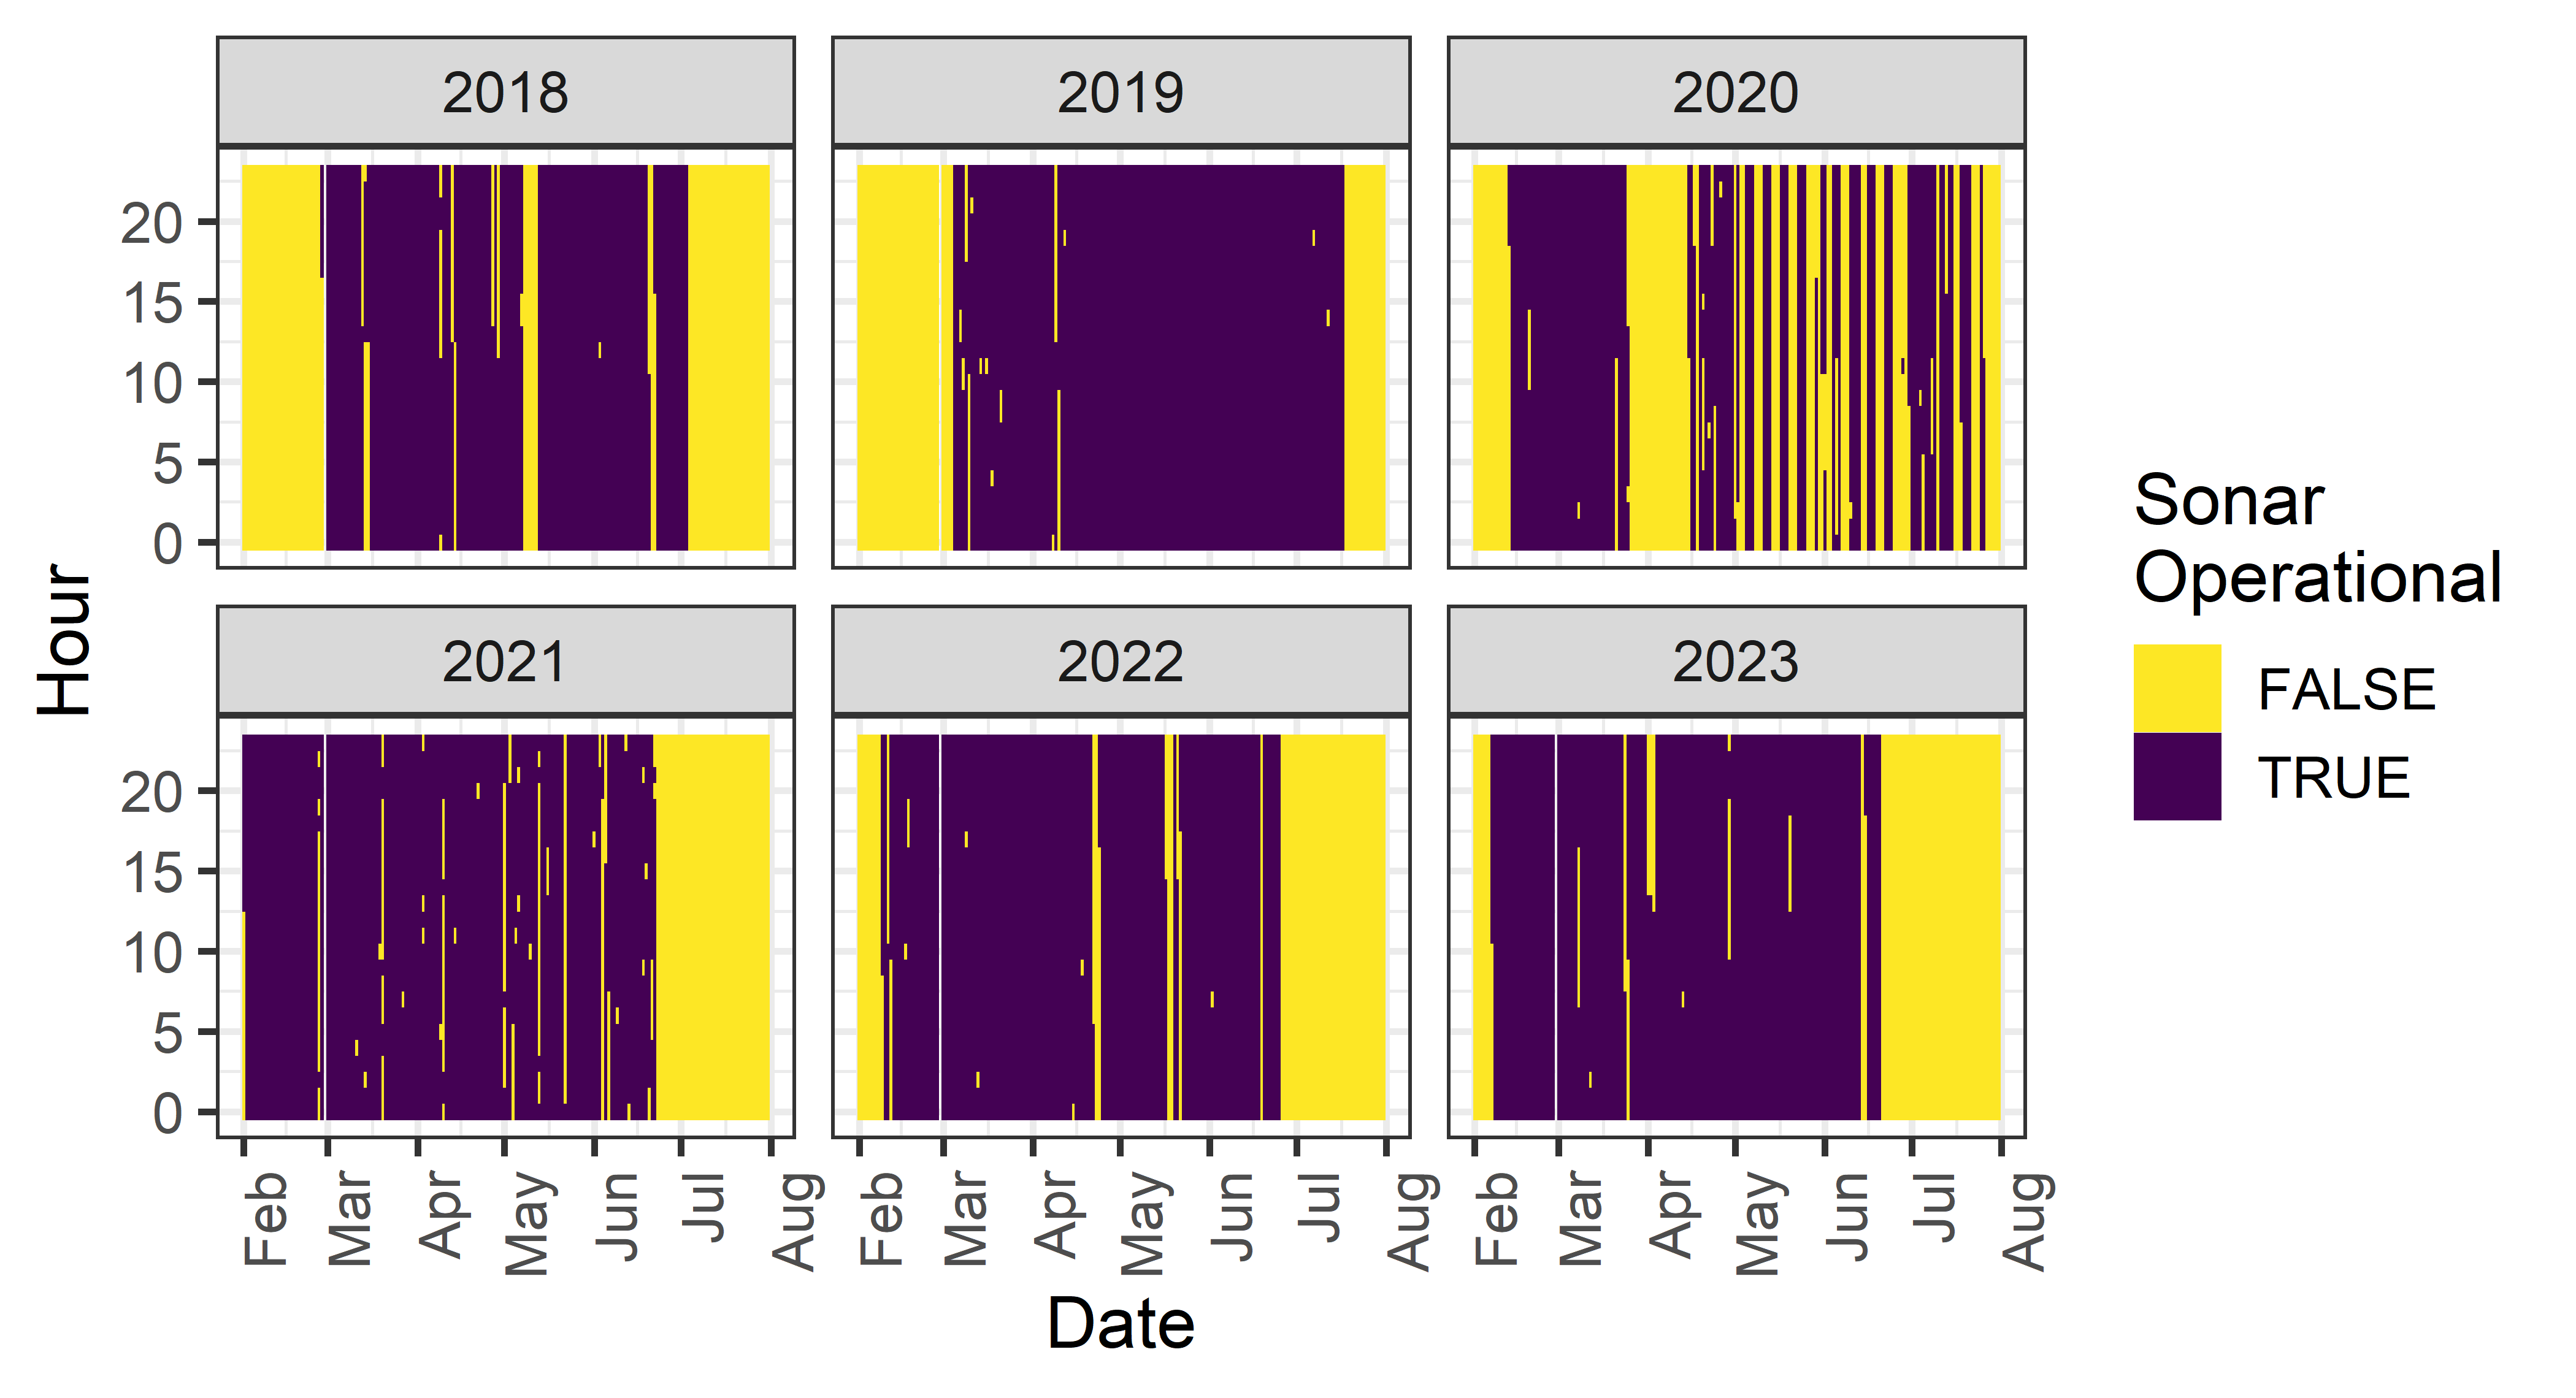 2018 2019 2020
20
15
10
5
0
2021 2022 2023
20
15
10
5
0
Feb Mar Apr May Jun Jul Aug Feb Mar Apr May Jun Jul Aug Feb Mar Apr May Jun Jul Aug
Hour
Date
Sonar
Operational
FALSE
TRUE